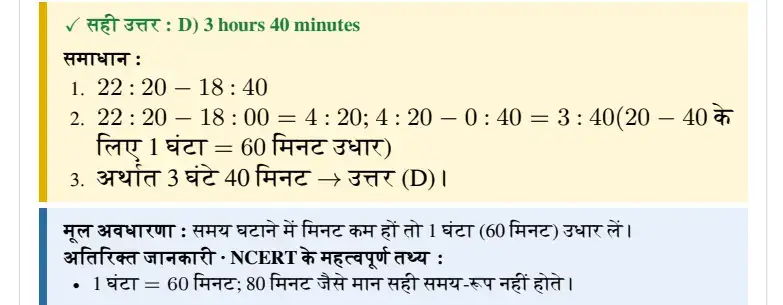 ✓ सही उत्तर : D) 3 hours 40 minutes
समाधान :
1. 22 : 20 − 18 : 40
2. 22 : 20 − 18 : 00 = 4 : 20; 4 : 20 − 0 : 40 = 3 : 40(20 − 40 के
लिए 1 घंटा = 60 मिनट उधार)
3. अर्थात 3 घंटे 40 मिनट → उत्तर (D)।
मूल अवधारणा : समय घटाने में मिनट कम हों तो 1 घंटा (60 मिनट) उधार लें।
अतिरिक्त जानकारी · NCERT के महत्वपूर्ण तथ्य :
• 1 घंटा = 60 मिनट; 80 मिनट जैसे मान सही समय-रूप नहीं होते।